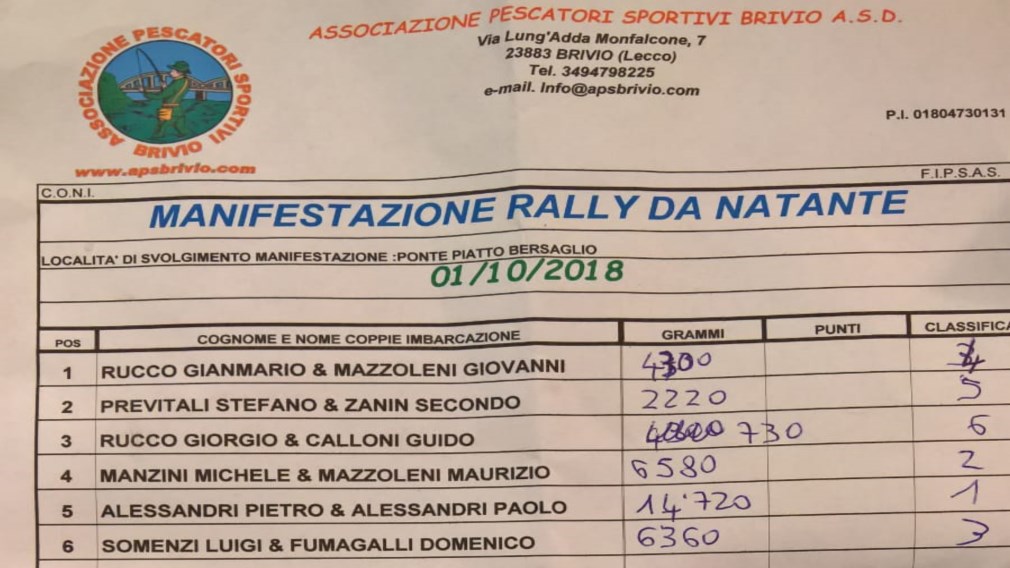 ASSOCIAZIONE PESCATORI SPORTIVI BRIVIO
www.apsbrivio.com
ASSOCIAZIONE PESCATORI SPORTIVI BRIVIO A.S.D.
Via Lung'Adda Monfalcone, 7
23883 BRIVIO (Lecco)
Tel. 3494798225
e-mail. Info@apsbrivio.com
P.I. 01804730131
C.O.N.I. F.I.P.S.A.S.
MANIFESTAZIONE RALLY DA NATANTE
LOCALITA' DI SVOLGIMENTO MANIFESTAZIONE :PONTE PIATTO BERSAGLIO
01/10/2018
POS COGNOME E NOME COPPIE IMBARCAZIONE GRAMMI PUNTI CLASSIFICA
1 RUCCO GIANMARIO & MAZZOLENI GIOVANNI 4300
2 PREVITALI STEFANO & ZANIN SECONDO 2220 5
3 RUCCO GIORGIO & CALLONI GUIDO 730 6
4 MANZINI MICHELE & MAZZOLENI MAURIZIO 6580 2
5 ALESSANDRI PIETRO & ALESSANDRI PAOLO 14'720 1
6 SOMENZI LUIGI & FUMAGALLI DOMENICO 6360 3